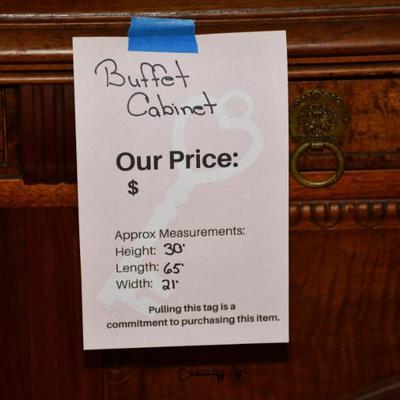 Buffet
Cabinet
Our Price:
$
Approx Measurements:
Height: 30"
Length: 65"
Width: 21"
Pulling this tag is a
commitment to purchasing this item.